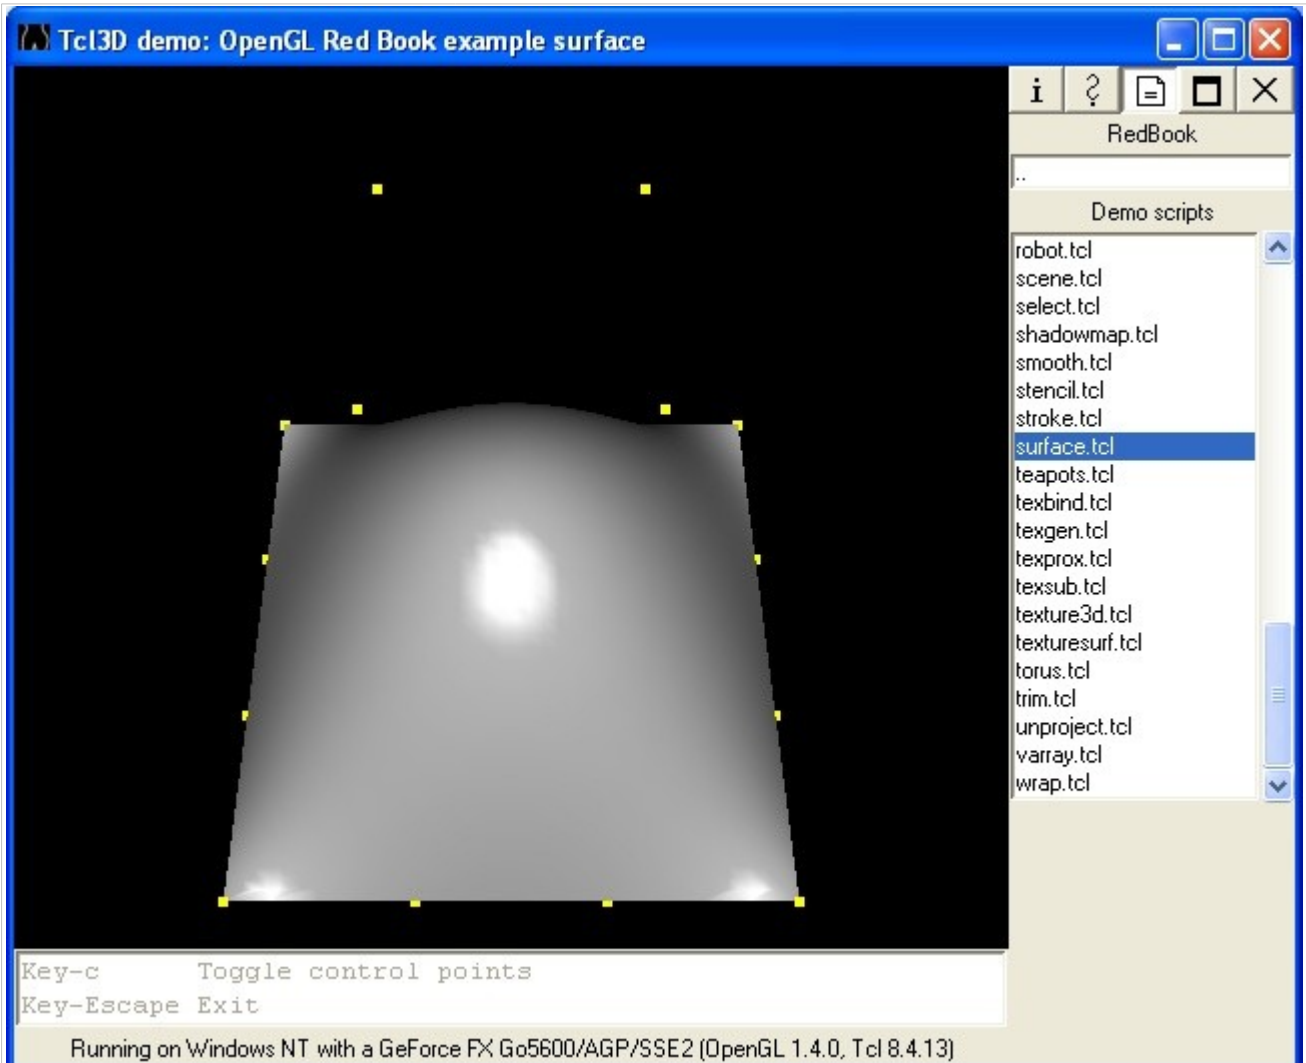 Tcl3D demo: OpenGL Red Book example surface
i ?
RedBook
..
Demo scripts
robot.tcl
scene.tcl
select.tcl
shadowmap.tcl
smooth.tcl
stencil.tcl
stroke.tcl
surface.tcl
teapots.tcl
texbind.tcl
texgen.tcl
texprox.tcl
texsub.tcl
texture3d.tcl
texturesurf.tcl
torus.tcl
trim.tcl
unproject.tcl
varray.tcl
wrap.tcl
Key-c Toggle control points
Key-Escape Exit
Running on Windows NT with a GeForce FX Go5600/AGP/SSE2 (OpenGL 1.4.0, Tcl 8.4.13)